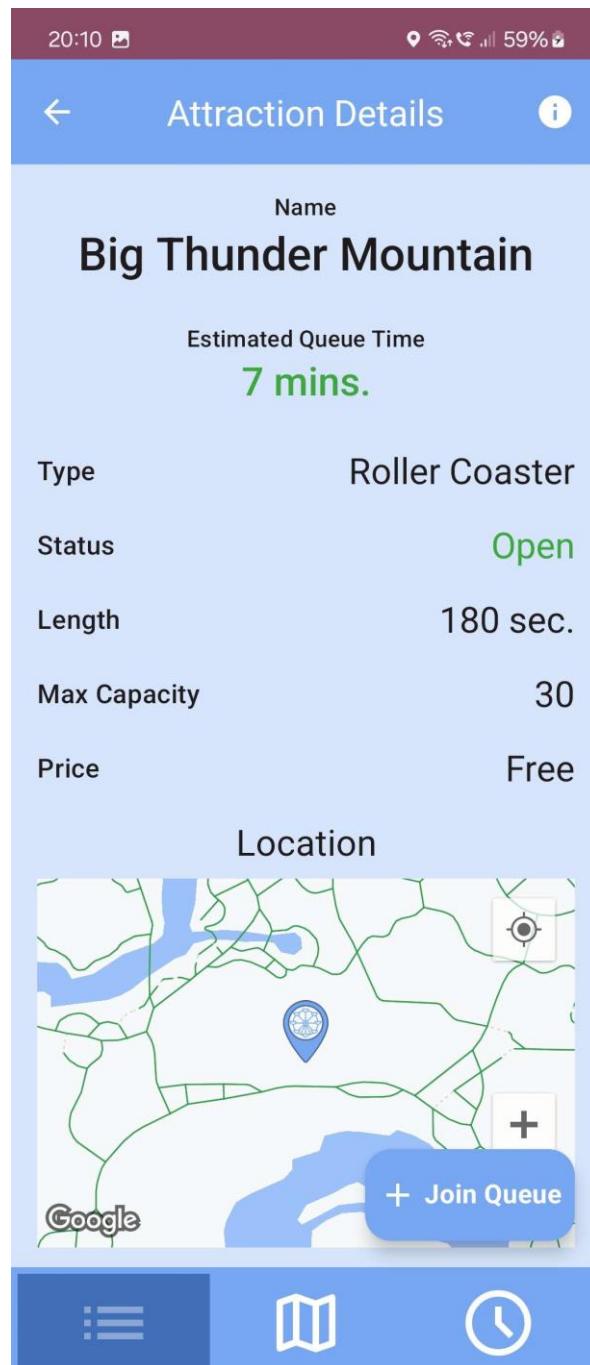 20:10 59%
Attraction Details
Name
Big Thunder Mountain
Estimated Queue Time
7 mins.
Type Roller Coaster
Status Open
Length 180 sec.
Max Capacity 30
Price Free
Location
+ Join Queue
Google